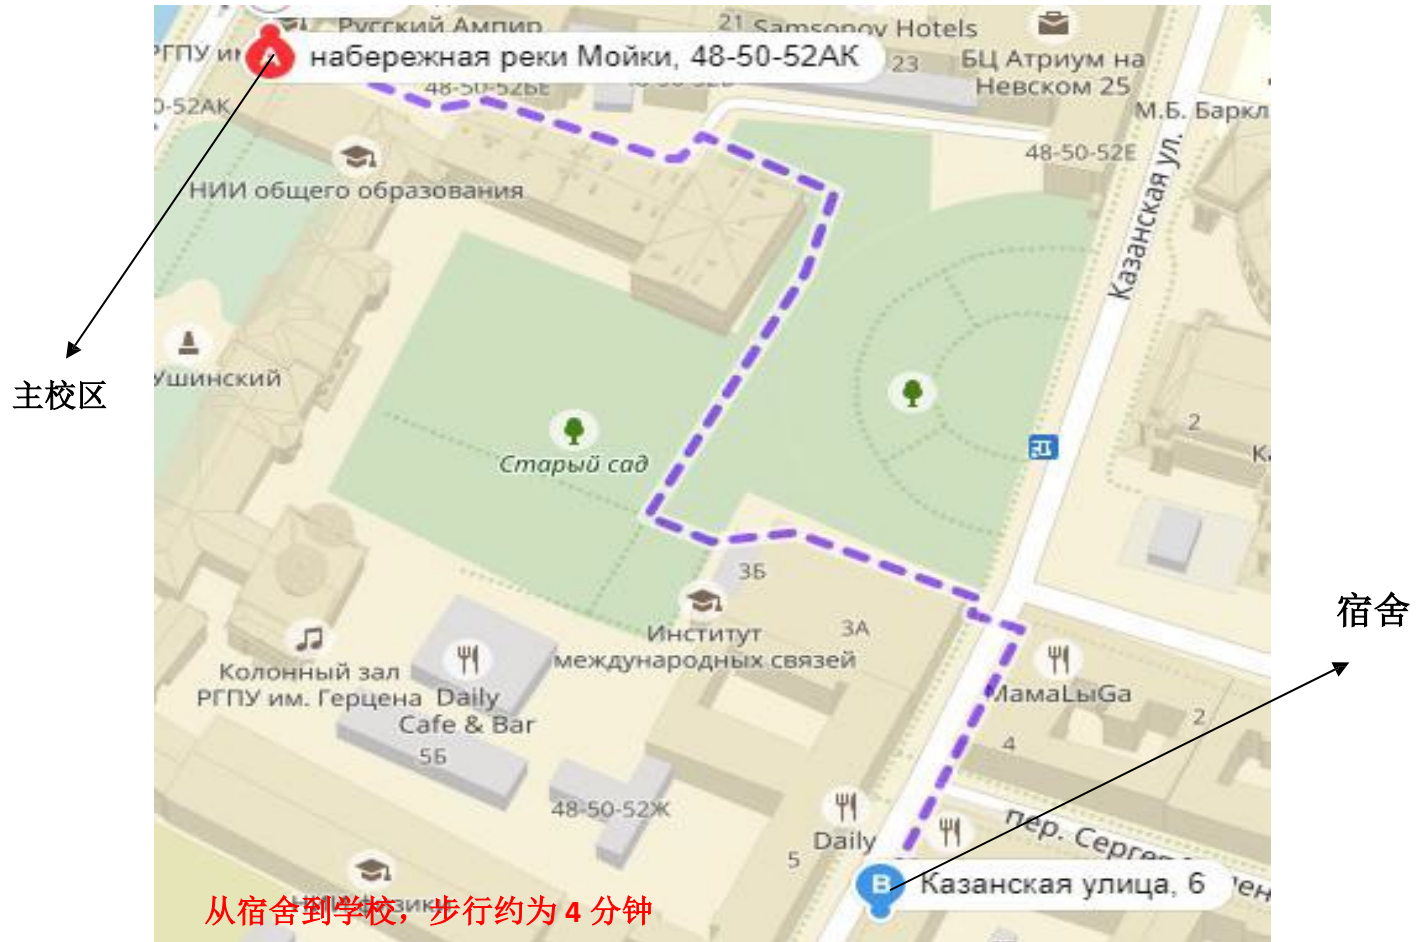 Русский Ампир
21
Samsonov Hotels
РГПУ им
А
набережная реки Мойки, 48-50-52АК
23
БЦ Атриум на
Невском 25
48-50-52БЕ
0-52АК
М.Б. Баркл
48-50-52Е
НИИ общего образования
Казанская ул.
Ушинский
主校区
2
Старый сад
3Б
宿舍
Институт
международных связей
3А
Колонный зал
РГПУ им. Герцена
Daily
Cafe & Bar
МамаLыGa
2
4
5Б
48-50-52Ж
Daily
5
пер. Серге
B
Казанская улица, 6
从宿舍到学校，步行约为 4 分钟